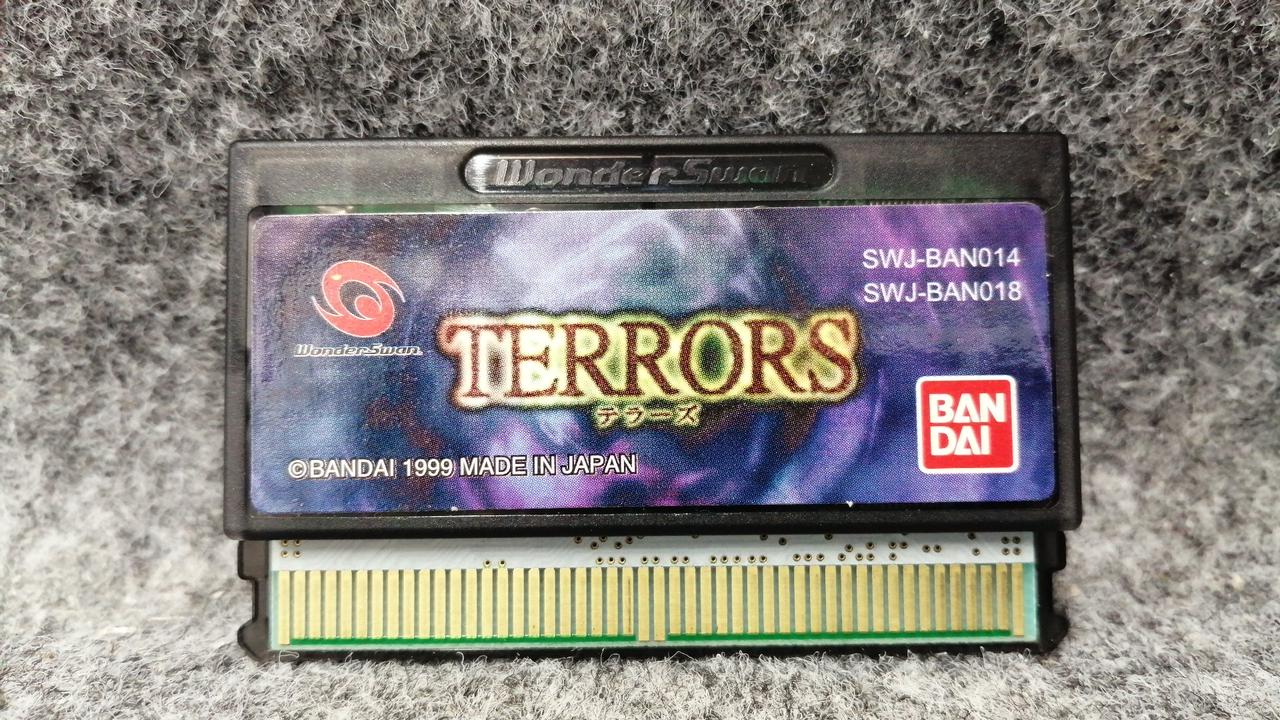 WonderSwan
SWJ-BAN014
SWJ-BAN018
WonderSwan
TERRORS
テラーズ
BAN
DAI
©BANDAI 1999 MADE IN JAPAN